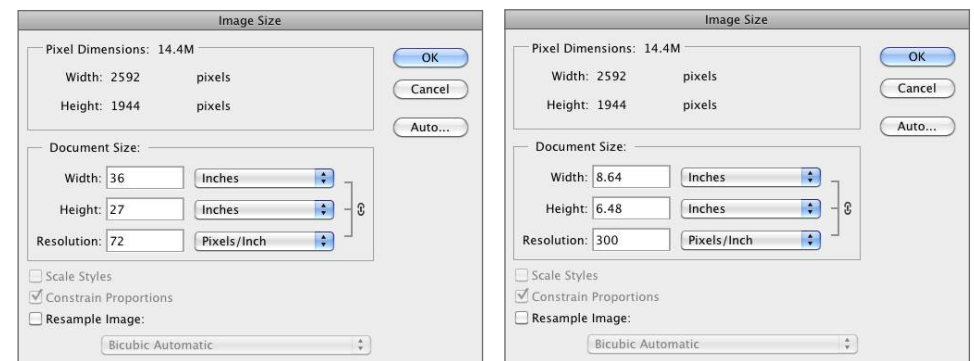 Image Size
Pixel Dimensions: 14.4M
OK
Width: 2592 pixels
Cancel
Height: 1944 pixels
Auto...
Document Size:
Width: 36 Inches
Height: 27 Inches
Resolution: 72 Pixels/Inch
Scale Styles
Constrain Proportions
Resample Image:
Bicubic Automatic
Image Size
Pixel Dimensions: 14.4M
OK
Width: 2592 pixels
Cancel
Height: 1944 pixels
Auto...
Document Size:
Width: 8.64 Inches
Height: 6.48 Inches
Resolution: 300 Pixels/Inch
Scale Styles
Constrain Proportions
Resample Image:
Bicubic Automatic